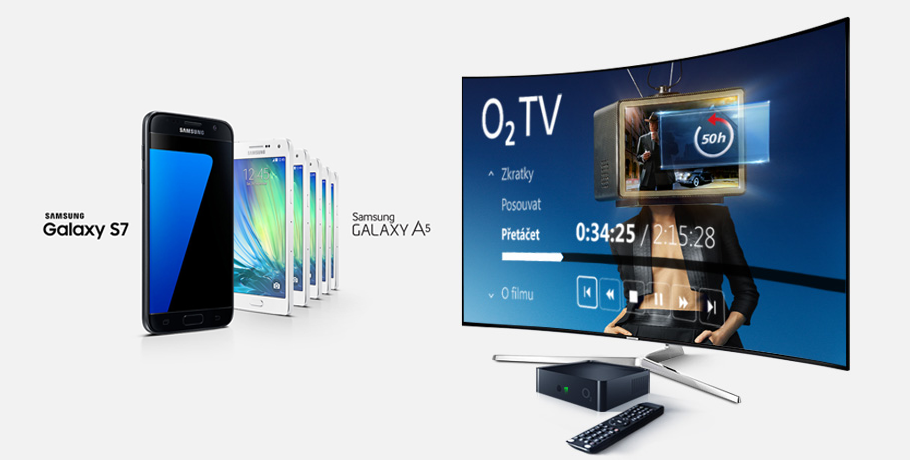 SAMSUNG
Galaxy S7
SAMSUNG
Samsung
GALAXY A5
O2 TV
50h
Zkratky
Posouvat
Přetáčet
0:34:25 / 2:15:28
O filmu